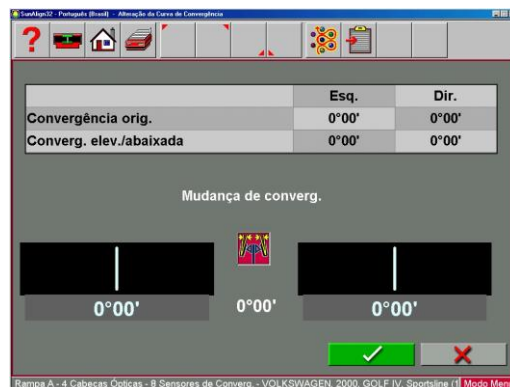 SunAlign32 - Português (Brasil) - Alteração da Curva de Convergência
?
Esq. Dir.
Convergência orig. 0°00' 0°00'
Converg. elev./abaixada 0°00' 0°00'
Mudança de converg.
0°00' 0°00' 0°00'
Rampa A - 4 Cabeças Ópticas - 8 Sensores de Converg. - VOLKSWAGEN, 2000, GOLF IV, Sportsline (1 Modo Menu